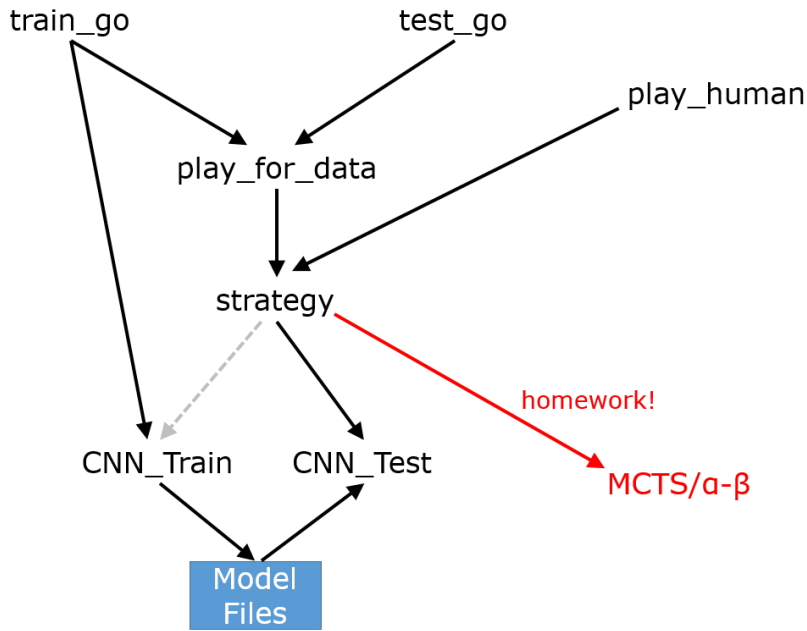 train_go
test_go
play_human
play_for_data
strategy
homework!
CNN_Train
CNN_Test
MCTS/α-β
Model
Files